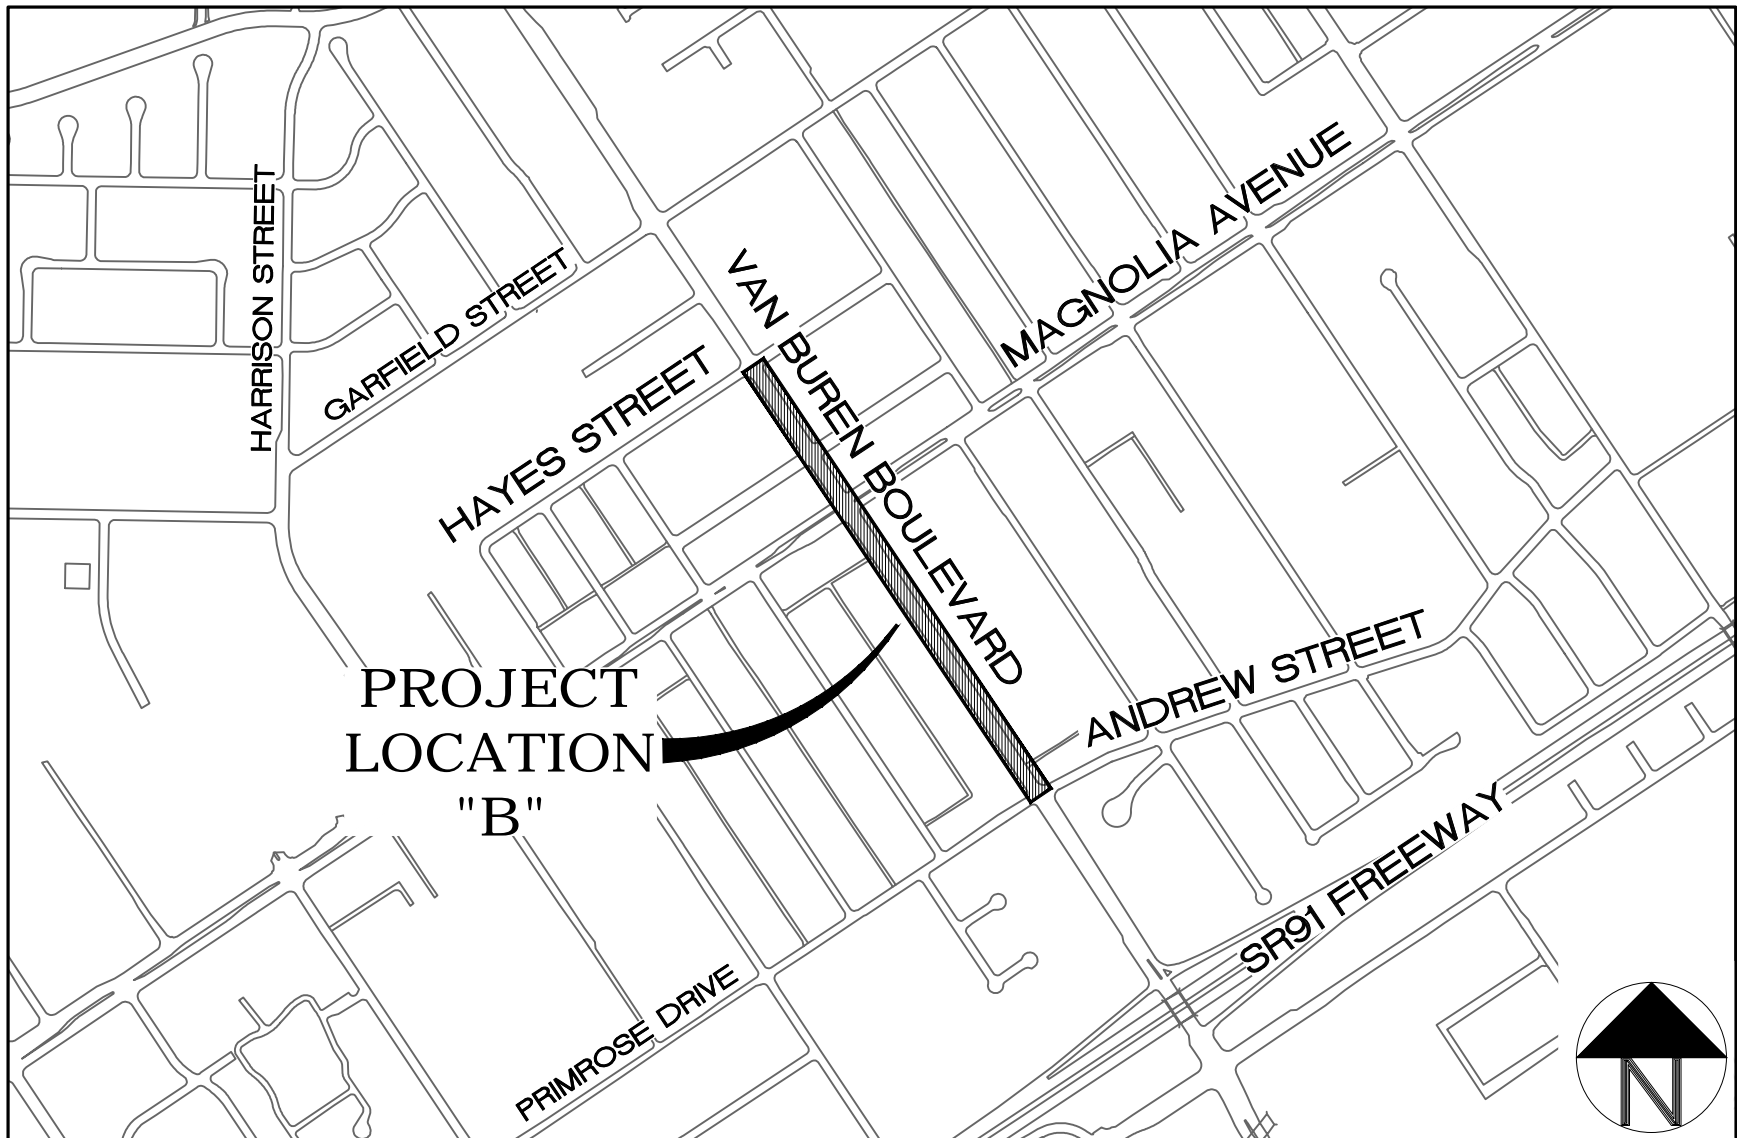 HARRISON STREET
GARFIELD STREET
HAYES STREET
VAN BUREN BOULEVARD
MAGNOLIA AVENUE
ANDREW STREET
PROJECT
LOCATION
"B"
SR91 FREEWAY
PRIMROSE DRIVE
N